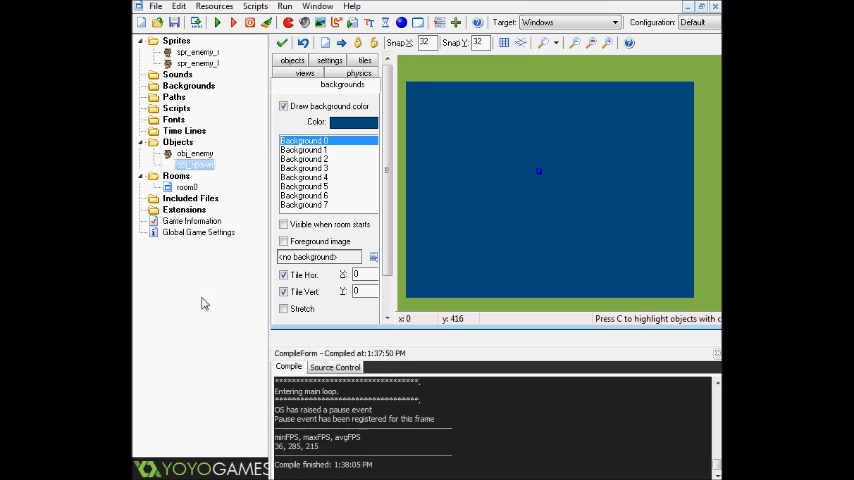 File Edit Resources Scripts Run Window Help
Target: Windows Configuration: Default
Sprites
spr_enemy_r
spr_enemy_l
Sounds
Backgrounds
Paths
Scripts
Fonts
Time Lines
Objects
obj_enemy
obj_spawn
Rooms
room0
Included Files
Extensions
Game Information
Global Game Settings
YOYOGAMES
Snap X: 32 Snap Y: 32
objects settings tiles
views physics
backgrounds
Draw background color
Color:
Background 0
Background 1
Background 2
Background 3
Background 4
Background 5
Background 6
Background 7
Visible when room starts
Foreground image
<no background>
Tile Hor. X: 0
Tile Vert. Y: 0
Stretch
x: 0 y: 416 Press C to highlight objects with c
CompileForm - Compiled at:1:37:50 PM
Compile Source Control
****************************************.
Entering main loop.
****************************************.
OS has raised a pause event
Pause event has been registered for this frame
minFPS, maxFPS, avgFPS
36, 285, 215
Compile finished: 1:38:05 PM